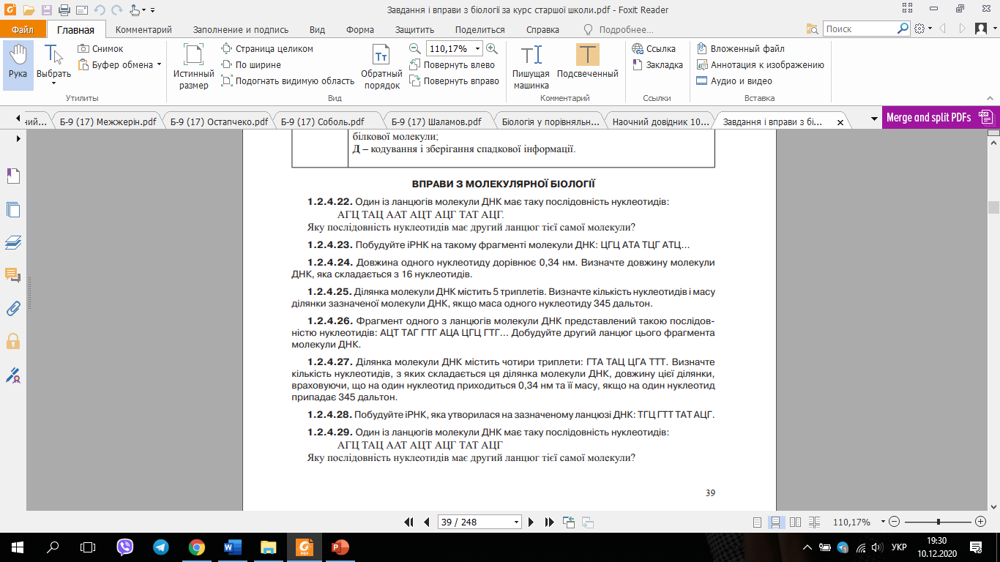 Завдання і вправи з біології за курс старшої школи.pdf - Foxit Reader
Файл Главная Комментарий Заполнение и подпись Вид Форма Защитить Поделиться Справка Подробнее... Поиск
Рука
Выбрать
Снимок
Буфер обмена
Утилиты
Истинный размер
Страница целиком
По ширине
Подогнать видимую область
Обратный порядок
110,17%
Повернуть влево
Повернуть вправо
Вид
Пишущая машинка
Подсвеченный
Комментарий
Ссылка
Закладка
Ссылки
Вложенный файл
Аннотация к изображению
Аудио и видео
Вставка
ний... Б-9 (17) Межжерін.pdf Б-9 (17) Остапчеко.pdf Б-9 (17) Соболь.pdf Б-9 (17) Шаламов.pdf Біологія у порівняльн... Наочний довідник 10... Завдання і вправи з бі... Merge and split PDFs
білкової молекули;
Д – кодування і зберігання спадкової інформації.
ВПРАВИ З МОЛЕКУЛЯРНОЇ БІОЛОГІЇ
1.2.4.22. Один із ланцюгів молекули ДНК має таку послідовність нуклеотидів:
АГЦ ТАЦ ААТ АЦТ АЦГ ТАТ АЦГ.
Яку послідовність нуклеотидів має другий ланцюг тієї самої молекули?
1.2.4.23. Побудуйте іРНК на такому фрагменті молекули ДНК: ЦГЦ АТА ТЦГ АТЦ...
1.2.4.24. Довжина одного нуклеотиду дорівнює 0,34 нм. Визначте довжину молекули
ДНК, яка складається з 16 нуклеотидів.
1.2.4.25. Ділянка молекули ДНК містить 5 триплетів. Визначте кількість нуклеотидів і масу
ділянки зазначеної молекули ДНК, якщо маса одного нуклеотиду 345 дальтон.
1.2.4.26. Фрагмент одного з ланцюгів молекули ДНК представлений такою послідов-
ністю нуклеотидів: АЦТ ТАГ ГТГ АЦА ЦГЦ ГТГ... Добудуйте другий ланцюг цього фрагмента
молекули ДНК.
1.2.4.27. Ділянка молекули ДНК містить чотири триплети: ГТА ТАЦ ЦГА ТТТ. Визначте
кількість нуклеотидів, з яких складається ця ділянка молекули ДНК, довжину цієї ділянки,
враховуючи, що на один нуклеотид приходиться 0,34 нм та її масу, якщо на один нуклеотид
припадає 345 дальтон.
1.2.4.28. Побудуйте іРНК, яка утворилася на зазначеному ланцюзі ДНК: ТГЦ ГТТ ТАТ АЦГ.
1.2.4.29. Один із ланцюгів молекули ДНК має таку послідовність нуклеотидів:
АГЦ ТАЦ ААТ АЦТ АЦГ ТАТ АЦГ
Яку послідовність нуклеотидів має другий ланцюг тієї самої молекули?
39
39 / 248
110,17%
УКР
19:30
10.12.2020